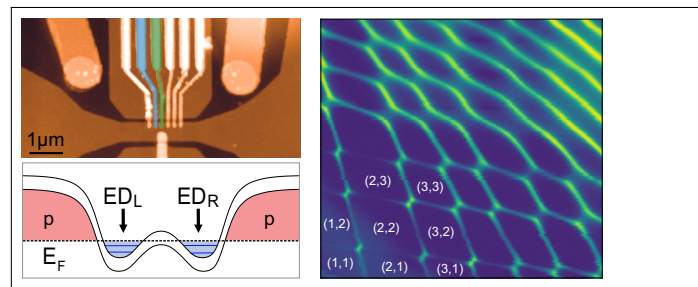 1µm
ED_L
ED_R
p
p
E_F
(2,3)
(3,3)
(1,2)
(2,2)
(3,2)
(1,1)
(2,1)
(3,1)